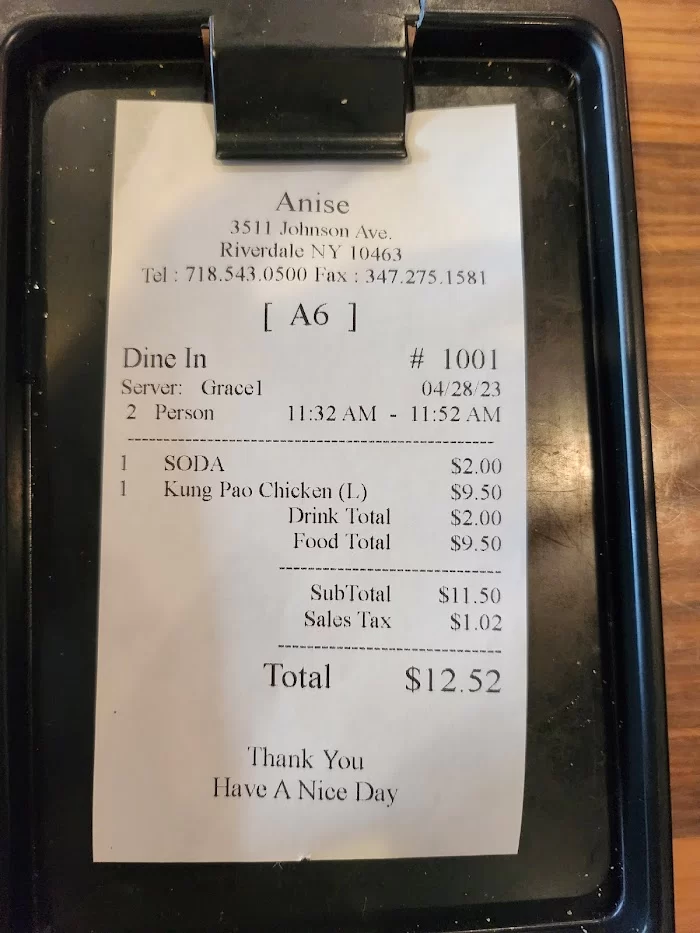 Anise
3511 Johnson Ave.
Riverdale NY 10463
Tel : 718.543.0500 Fax : 347.275.1581
[ A6 ]
Dine In # 1001
Server: Grace1 04/28/23
2 Person 11:32 AM - 11:52 AM
1 SODA $2.00
1 Kung Pao Chicken (L) $9.50
Drink Total $2.00
Food Total $9.50
SubTotal $11.50
Sales Tax $1.02
Total $12.52
Thank You
Have A Nice Day